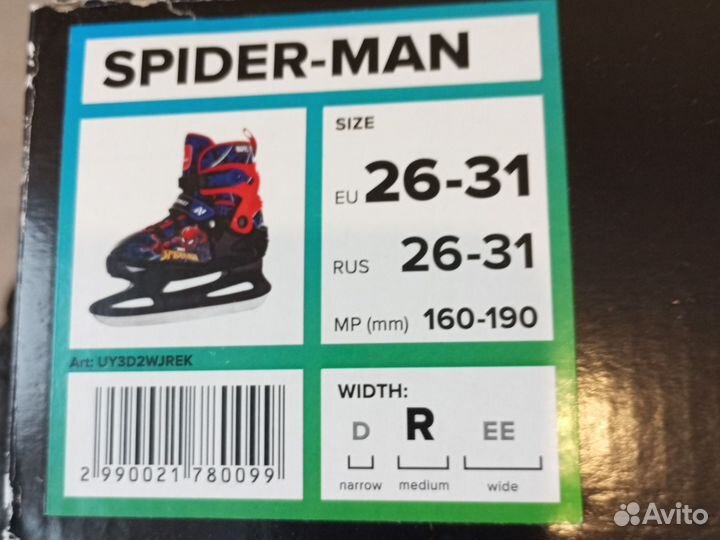 SPIDER-MAN
SIZE
EU 26-31
RUS 26-31
MP (mm) 160-190
Art: UY3D2WJREK
2 990021 780099
WIDTH:
D R EE
narrow medium wide
Avito